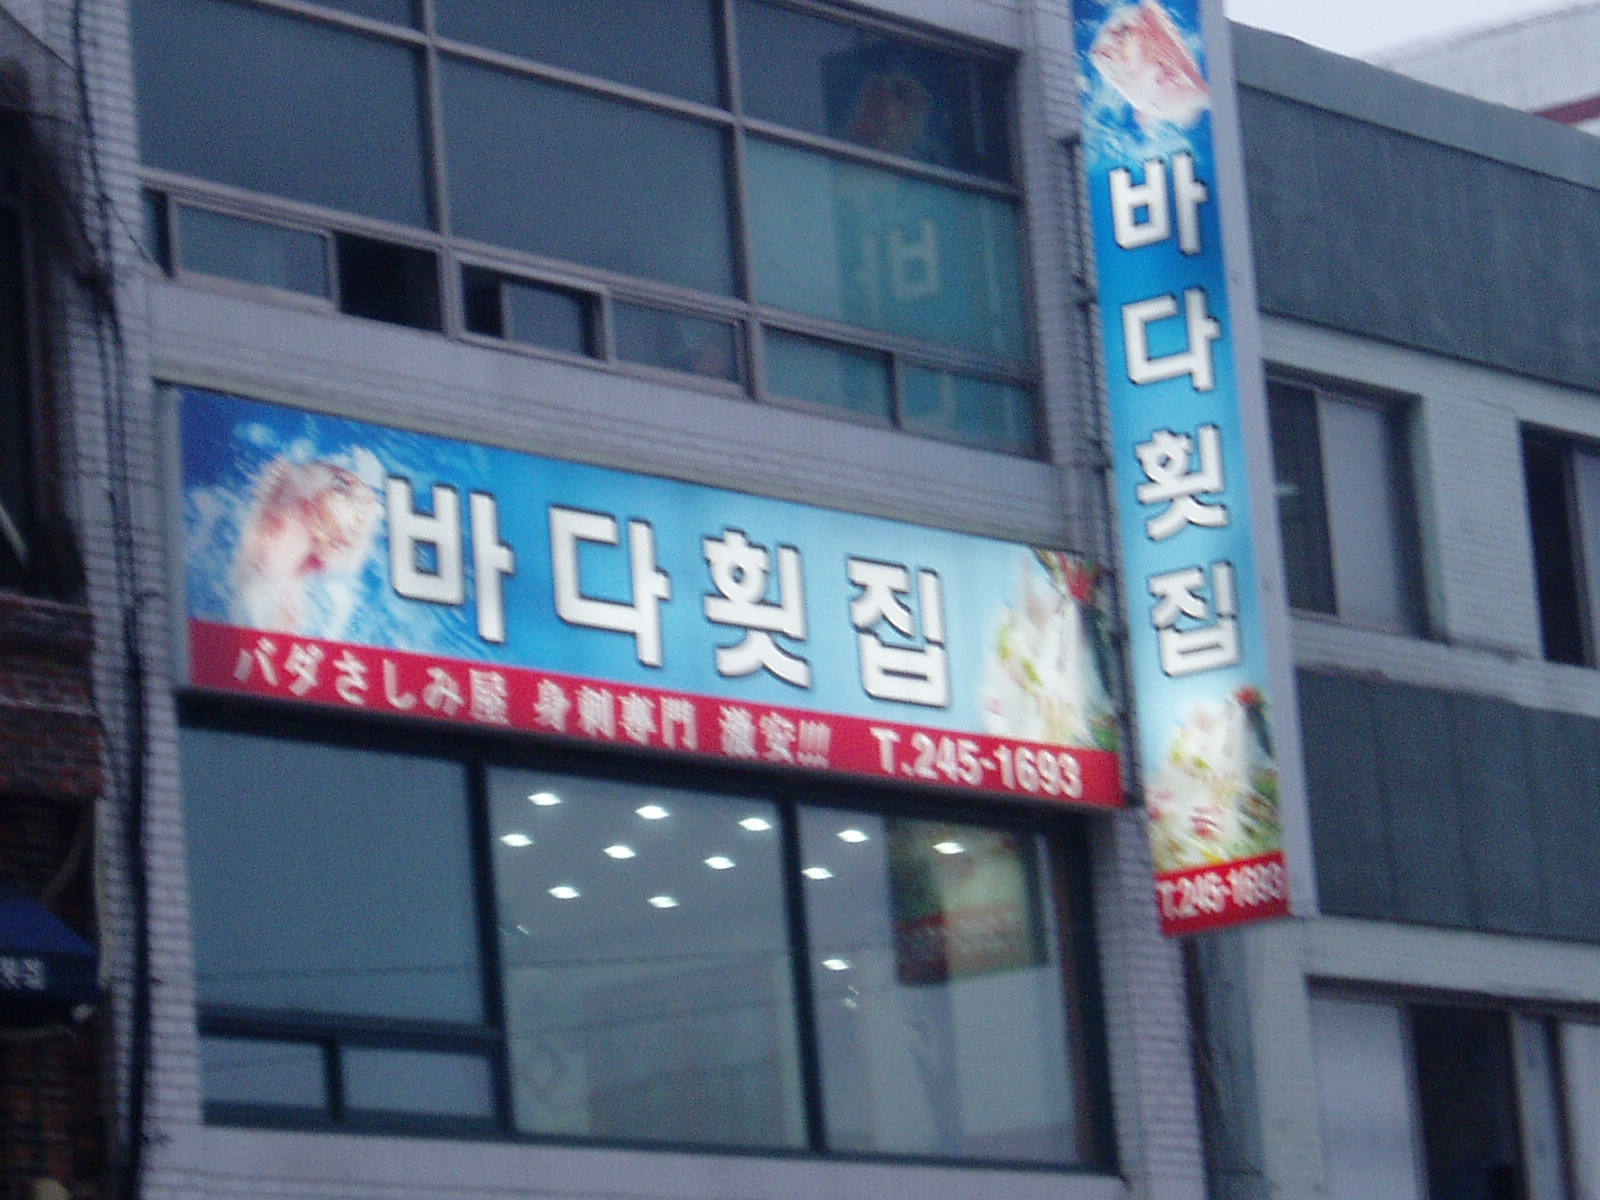 바다횟집
バダさしみ屋 身刺専門 激安!!!  T.245-1693
바다횟집
T.245-1693